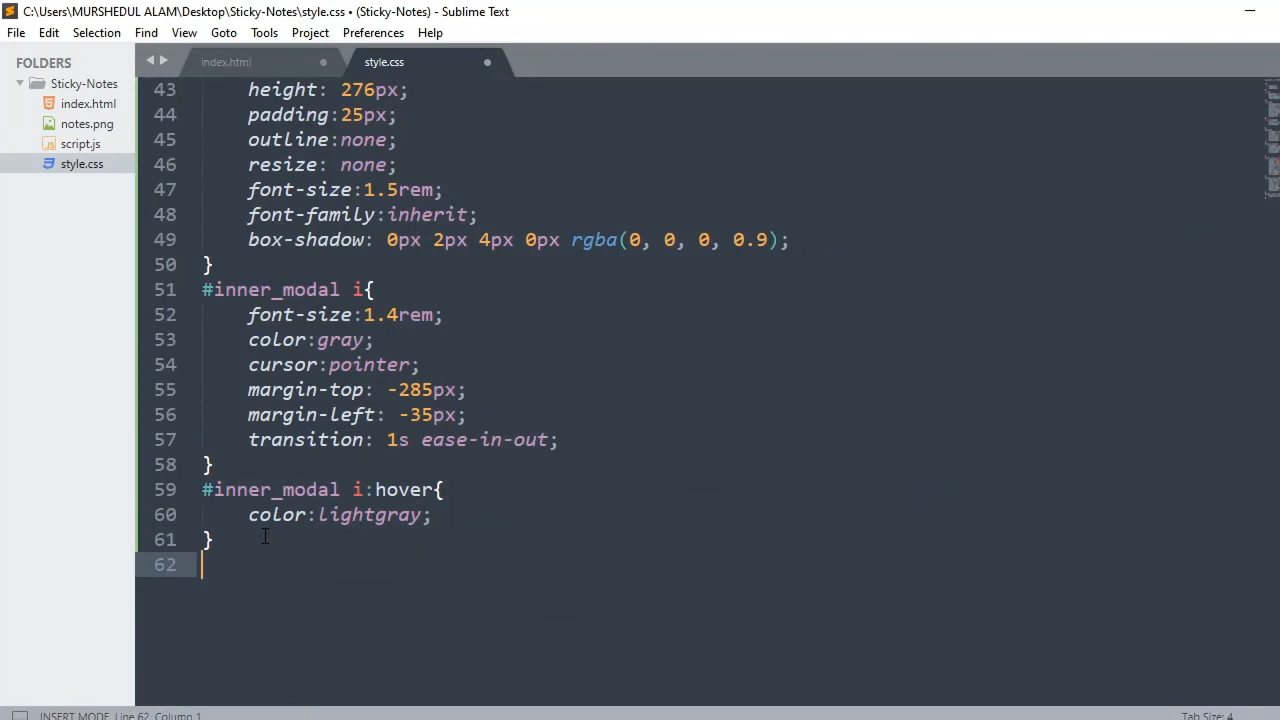 C:\Users\MURSHEDUL ALAM\Desktop\Sticky-Notes\style.css • (Sticky-Notes) - Sublime Text
File Edit Selection Find View Goto Tools Project Preferences Help
FOLDERS
Sticky-Notes
index.html
notes.png
script.js
style.css
index.html style.css
43 height: 276px;
44 padding:25px;
45 outline:none;
46 resize: none;
47 font-size:1.5rem;
48 font-family:inherit;
49 box-shadow: 0px 2px 4px 0px rgba(0, 0, 0, 0.9);
50 }
51 #inner_modal i{
52 font-size:1.4rem;
53 color:gray;
54 cursor:pointer;
55 margin-top: -285px;
56 margin-left: -35px;
57 transition: 1s ease-in-out;
58 }
59 #inner_modal i:hover{
60 color:lightgray;
61 }
62
INSERT MODE, Line 62, Column 1 Tab Size: 4